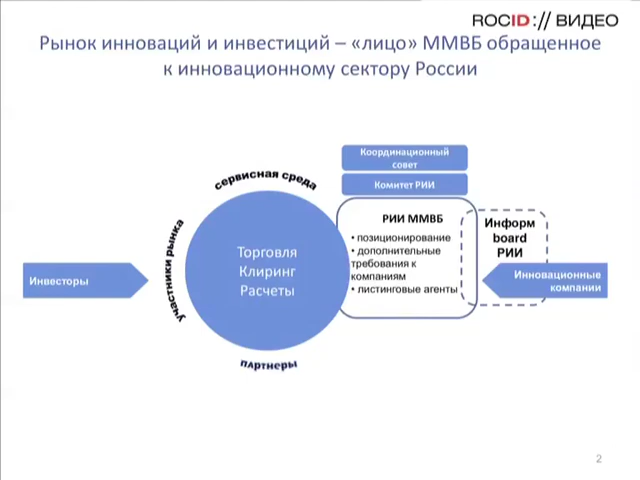 ROCID:// ВИДЕО
Рынок инноваций и инвестиций – «лицо» ММВБ обращенное
к инновационному сектору России
Координационный
совет
Комитет РИИ
сервисная среда
участники рынка
Торговля
Клиринг
Расчеты
партнеры
РИИ ММВБ
• позиционирование
• дополнительные
требования к
компаниям
• листинговые агенты
Информ
board
РИИ
Инвесторы
Инновационные
компании
2